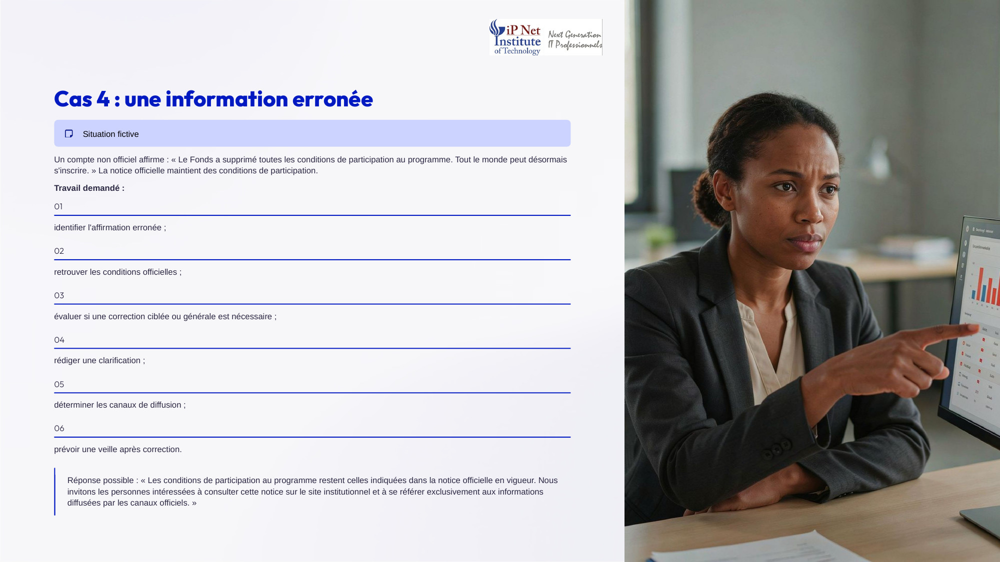 iP Net
Institute
of Technology
Next Generation
IT Professionnels
Cas 4 : une information erronée
Situation fictive
Un compte non officiel affirme : « Le Fonds a supprimé toutes les conditions de participation au programme. Tout le monde peut désormais
s'inscrire. » La notice officielle maintient des conditions de participation.
Travail demandé :
01
identifier l'affirmation erronée ;
02
retrouver les conditions officielles ;
03
évaluer si une correction ciblée ou générale est nécessaire ;
04
rédiger une clarification ;
05
déterminer les canaux de diffusion ;
06
prévoir une veille après correction.
Réponse possible : « Les conditions de participation au programme restent celles indiquées dans la notice officielle en vigueur. Nous
invitons les personnes intéressées à consulter cette notice sur le site institutionnel et à se référer exclusivement aux informations
diffusées par les canaux officiels. »